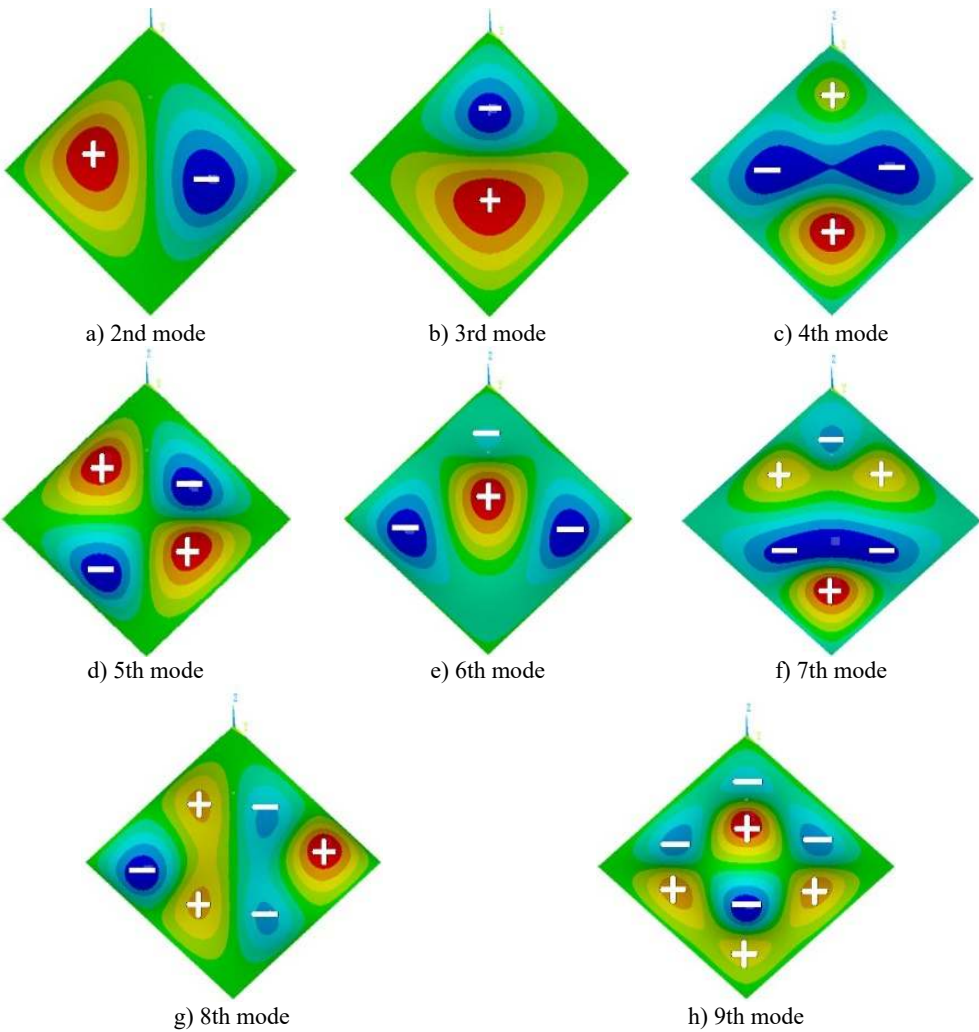 Z
Y
Z
Y
Z
Y
+
−
−
+
+
−
−
+
a) 2nd mode
b) 3rd mode
c) 4th mode
Z
Y
Z
Y
Z
Y
+
−
−
+
−
+
−
−
−
+
+
−
−
+
d) 5th mode
e) 6th mode
f) 7th mode
Z
Y
Z
Y
+
−
−
+
+
−
−
+
−
−
+
+
−
+
g) 8th mode
h) 9th mode